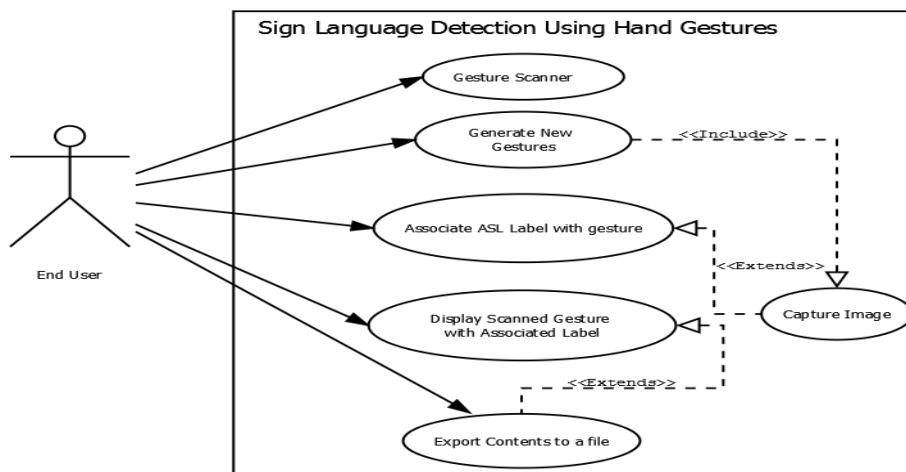 Sign Language Detection Using Hand Gestures
Gesture Scanner
Generate New
Gestures
<<Include>>
Associate ASL Label with gesture
<<Extends>>
End User
Capture Image
Display Scanned Gesture
with Associated Label
<<Extends>>
Export Contents to a file